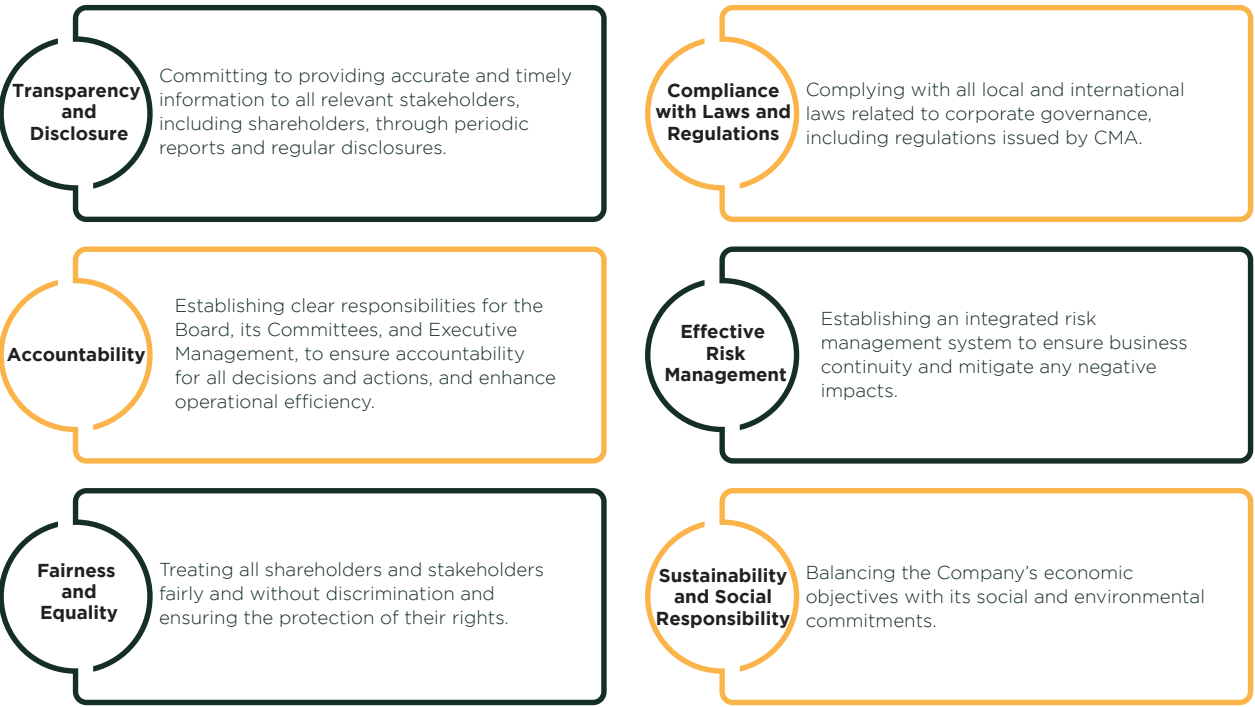 Transparency
and
Disclosure
Committing to providing accurate and timely
information to all relevant stakeholders,
including shareholders, through periodic
reports and regular disclosures.
Compliance
with Laws and
Regulations
Complying with all local and international
laws related to corporate governance,
including regulations issued by CMA.
Accountability
Establishing clear responsibilities for the
Board, its Committees, and Executive
Management, to ensure accountability
for all decisions and actions, and enhance
operational efficiency.
Effective
Risk
Management
Establishing an integrated risk
management system to ensure business
continuity and mitigate any negative
impacts.
Fairness
and
Equality
Treating all shareholders and stakeholders
fairly and without discrimination and
ensuring the protection of their rights.
Sustainability
and Social
Responsibility
Balancing the Company’s economic
objectives with its social and environmental
commitments.